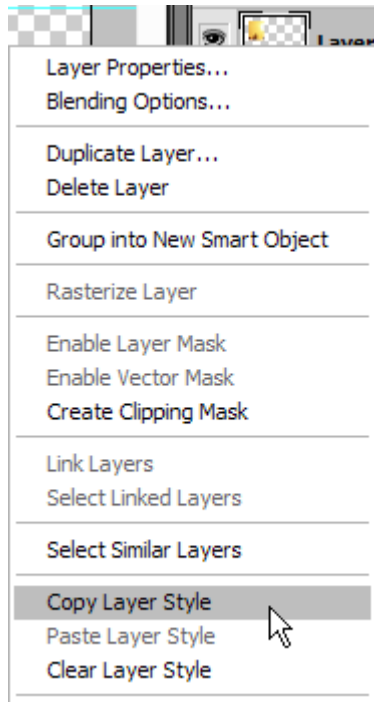 Layer
Layer Properties...
Blending Options...
Duplicate Layer...
Delete Layer
Group into New Smart Object
Rasterize Layer
Enable Layer Mask
Enable Vector Mask
Create Clipping Mask
Link Layers
Select Linked Layers
Select Similar Layers
Copy Layer Style
Paste Layer Style
Clear Layer Style